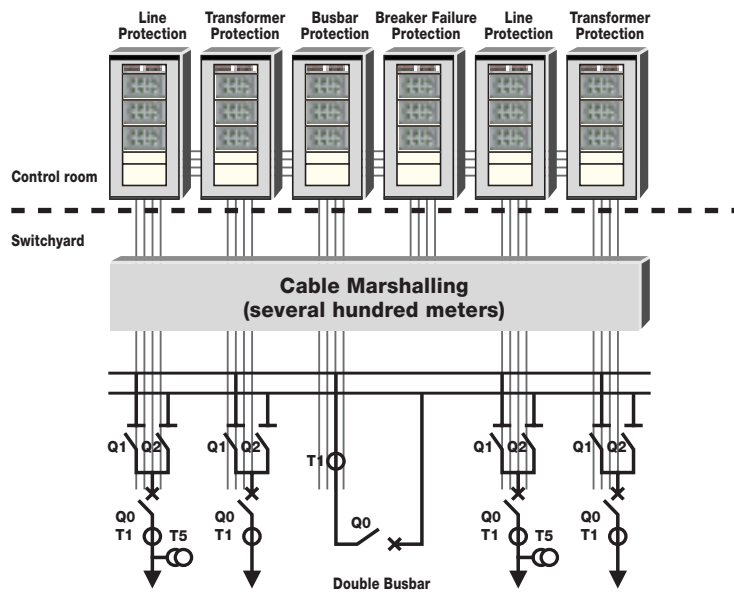 Line Protection
Transformer Protection
Busbar Protection
Breaker Failure Protection
Line Protection
Transformer Protection
Control room
Switchyard
Cable Marshalling
(several hundred meters)
Q1 Q2 Q1 Q2 T1 Q1 Q2 Q1 Q2
Q0 Q0 Q0 Q0 Q0
T1 T5 T1 T1 T5 T1
Double Busbar